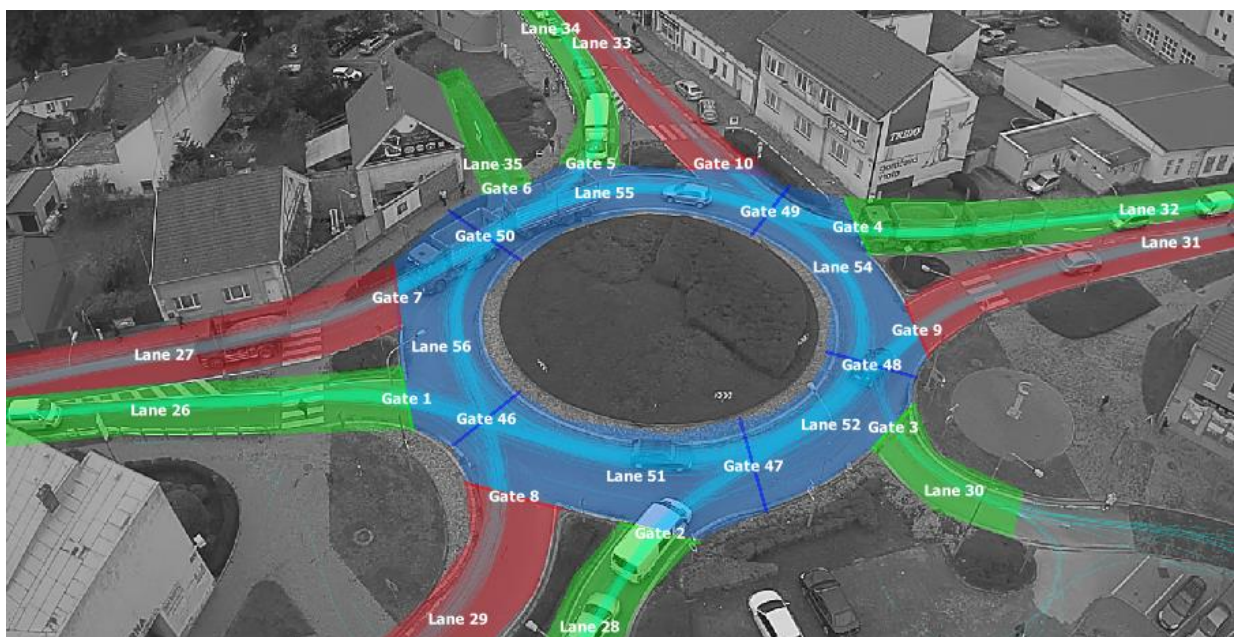 Lane 34
Lane 33
TREDO
Lane 35
Gate 5
Gate 10
Gate 6
Lane 55
Gate 49
Gate 4
Lane 32
Lane 31
Gate 50
Lane 54
Gate 7
Lane 27
Lane 56
Gate 9
Gate 48
Gate 1
Lane 26
Gate 46
Lane 52
Gate 3
Lane 51
Gate 47
Gate 8
Lane 30
Gate 2
Lane 29
Lane 28